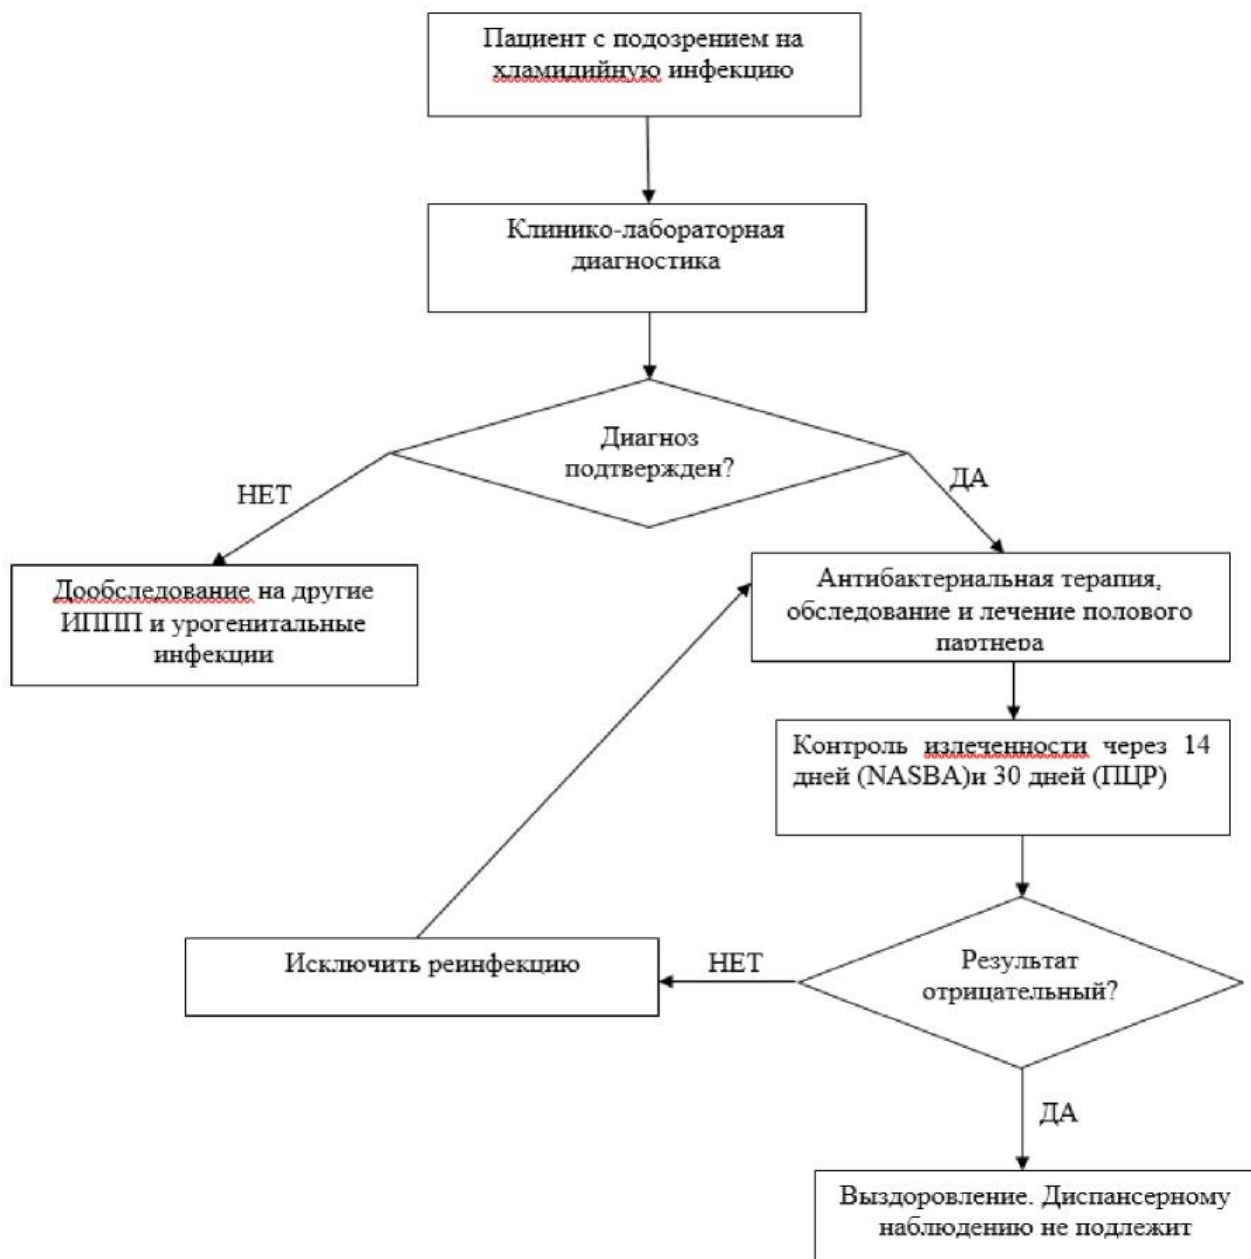 Пациент с подозрением на
хламидийную инфекцию
Клинико-лабораторная
диагностика
Диагноз
подтвержден?
НЕТ
ДА
Дообследование на другие
ИППП и урогенитальные
инфекции
Антибактериальная терапия,
обследование и лечение полового
партнера
Контроль излеченности через 14
дней (NASBA)и 30 дней (ПЦР)
Исключить реинфекцию
НЕТ
Результат
отрицательный?
ДА
Выздоровление. Диспансерному
наблюдению не подлежит